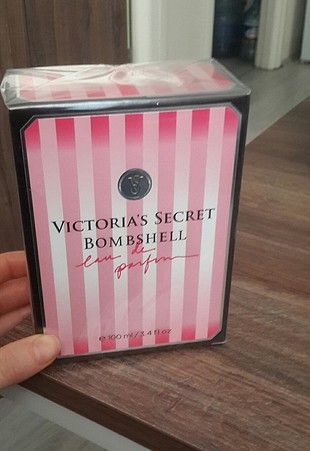 VS
VICTORIA'S SECRET
BOMBSHELL
eau de
parfum
e 100 ml / 3.4 fl oz